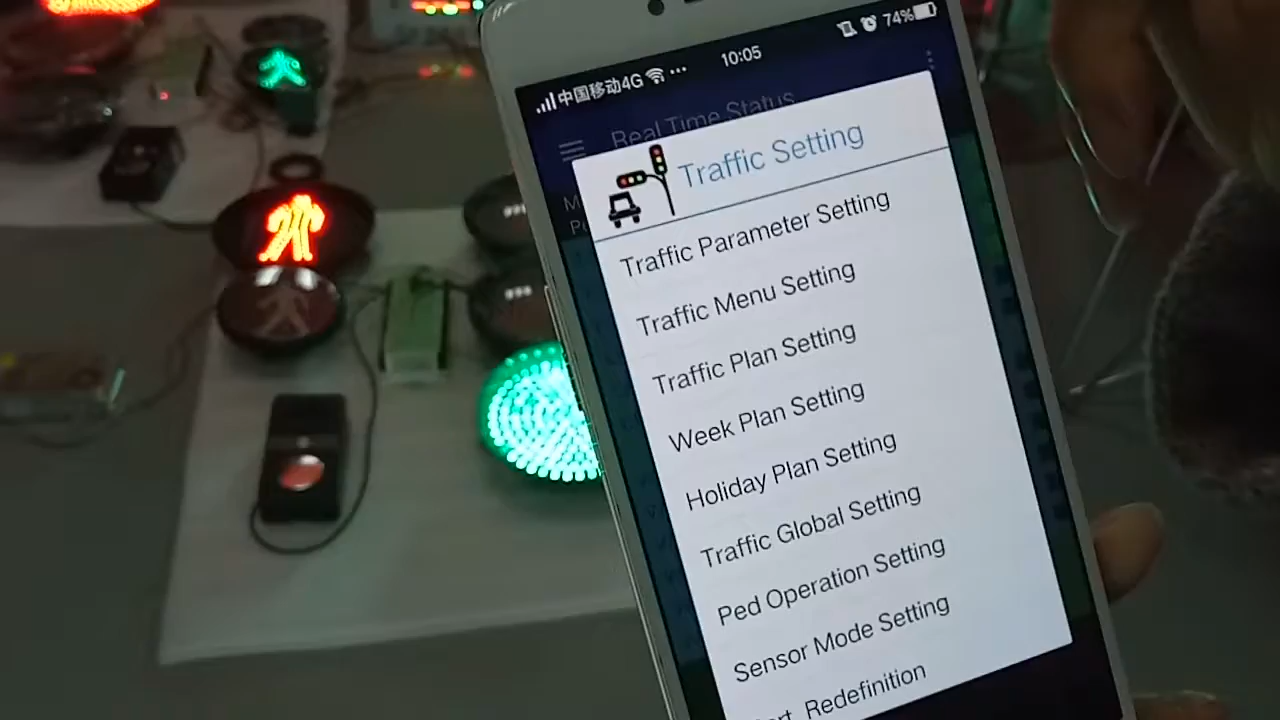 中国移动4G
10:05
74%
Real Time Status
Traffic Setting
Traffic Parameter Setting
Traffic Menu Setting
Traffic Plan Setting
Week Plan Setting
Holiday Plan Setting
Traffic Global Setting
Ped Operation Setting
Sensor Mode Setting
Redefinition